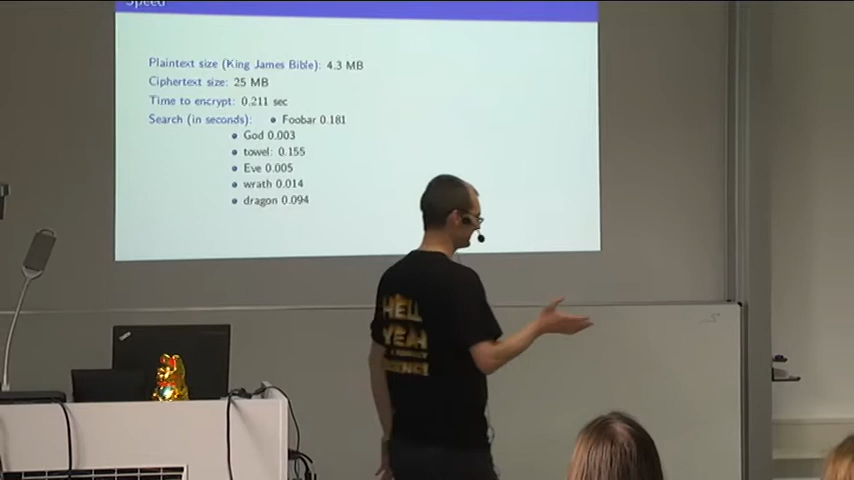 Speed
Plaintext size (King James Bible): 4.3 MB
Ciphertext size: 25 MB
Time to encrypt: 0.211 sec
Search (in seconds): • Foobar 0.181
• God 0.003
• towel: 0.155
• Eve 0.005
• wrath 0.014
• dragon 0.094
HELL
YEAH